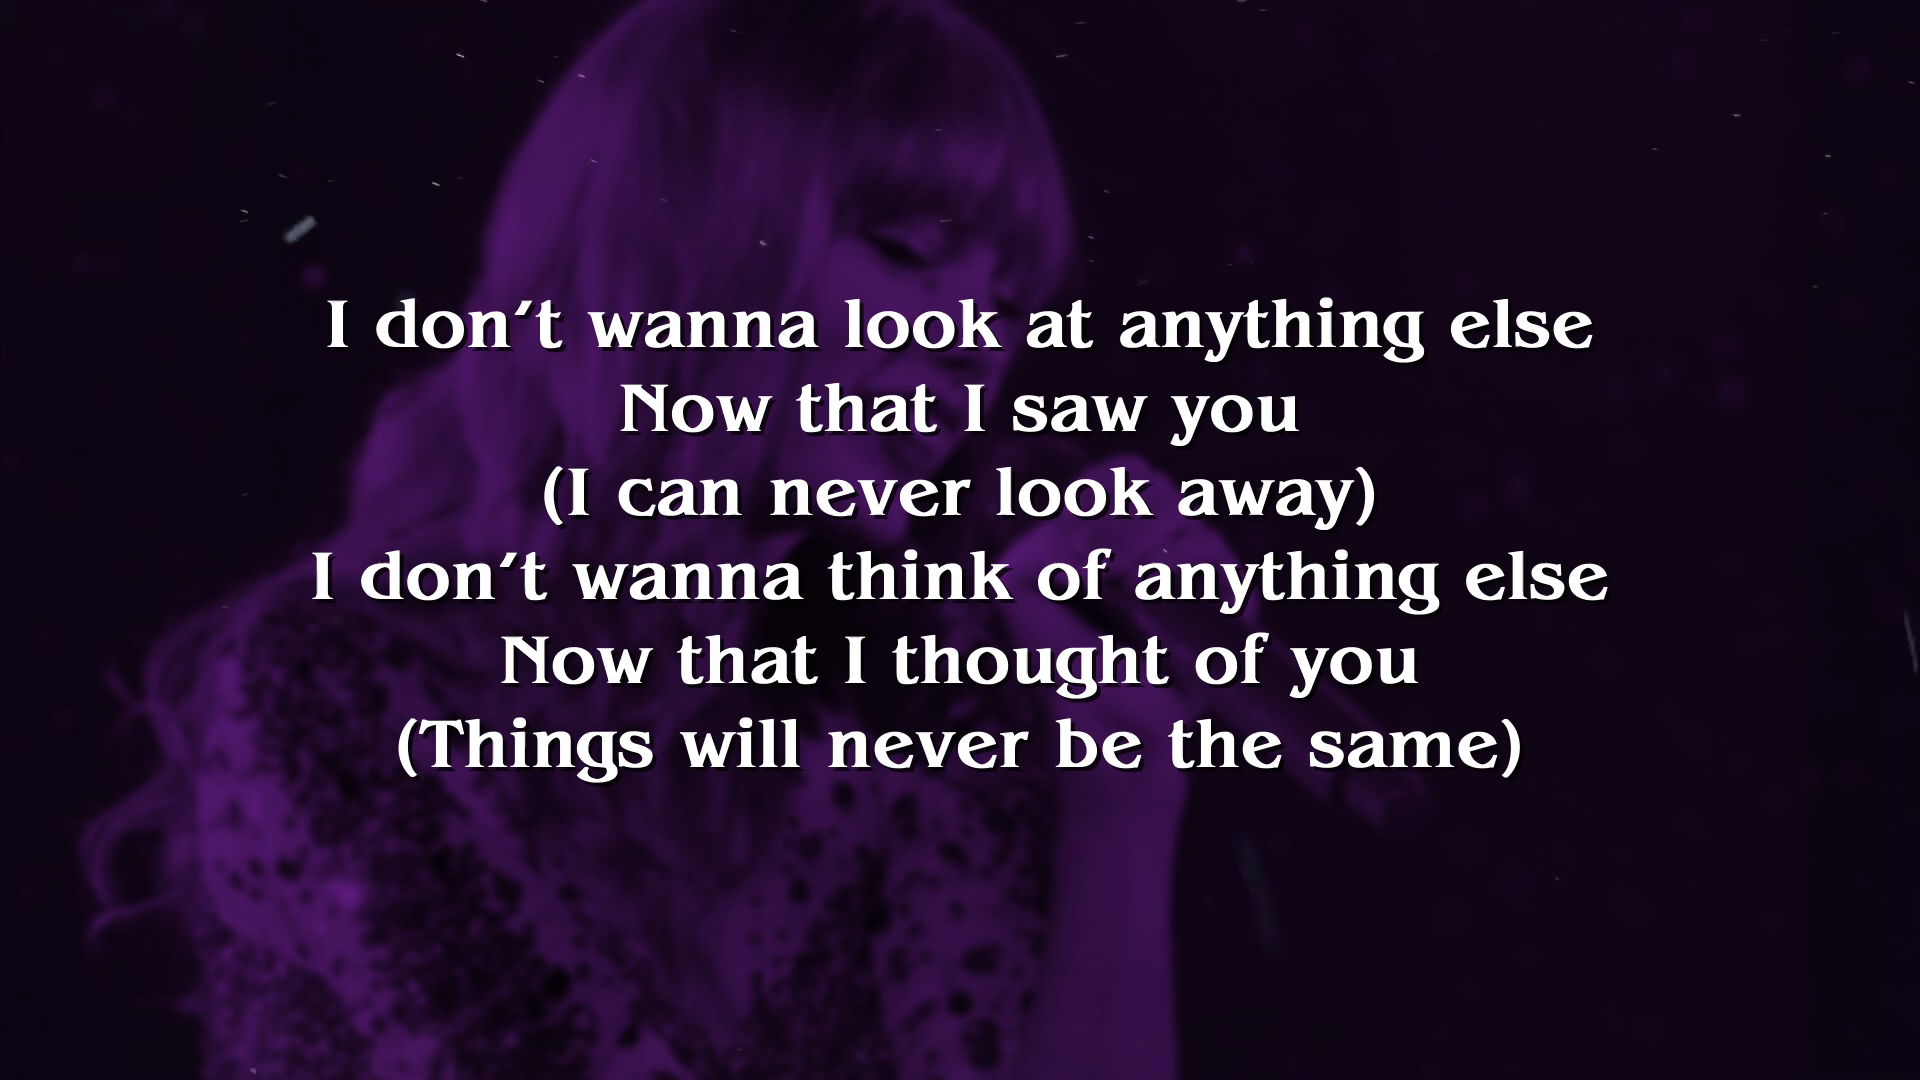 I don't wanna look at anything else
Now that I saw you
(I can never look away)
I don't wanna think of anything else
Now that I thought of you
(Things will never be the same)